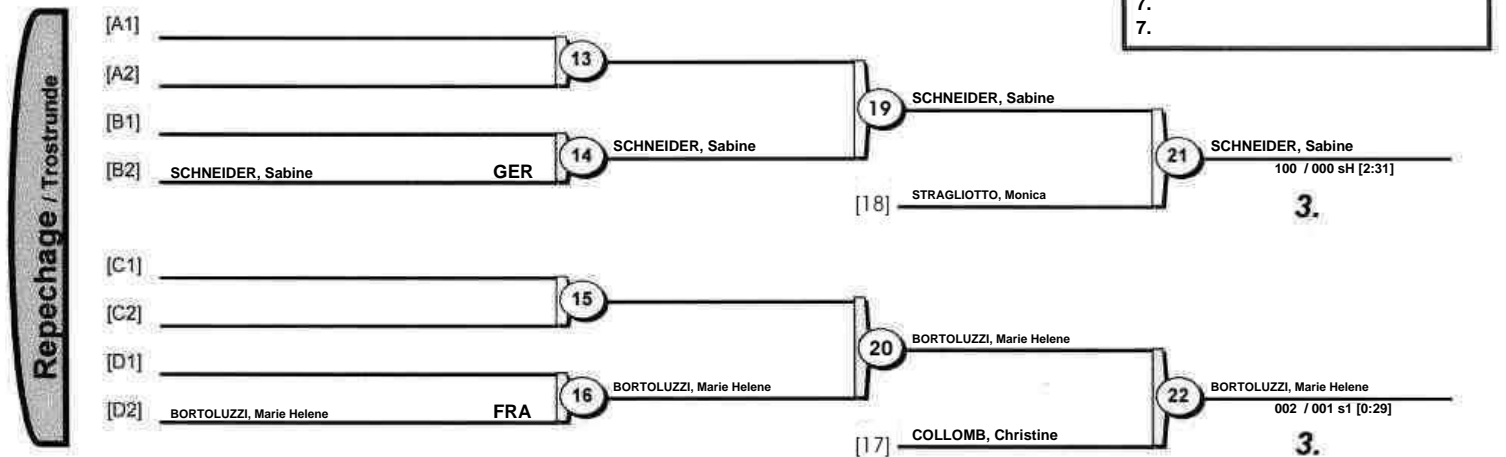 7.
7.
Repechage / Trostrunde
[A1]
13
[A2]
19 SCHNEIDER, Sabine
[B1]
14 SCHNEIDER, Sabine
21 SCHNEIDER, Sabine
[B2] SCHNEIDER, Sabine GER
100 / 000 sH [2:31]
[18] STRAGLIOTTO, Monica
3.
[C1]
15
[C2]
20 BORTOLUZZI, Marie Helene
[D1]
16 BORTOLUZZI, Marie Helene
22 BORTOLUZZI, Marie Helene
[D2] BORTOLUZZI, Marie Helene FRA
002 / 001 s1 [0:29]
[17] COLLOMB, Christine
3.